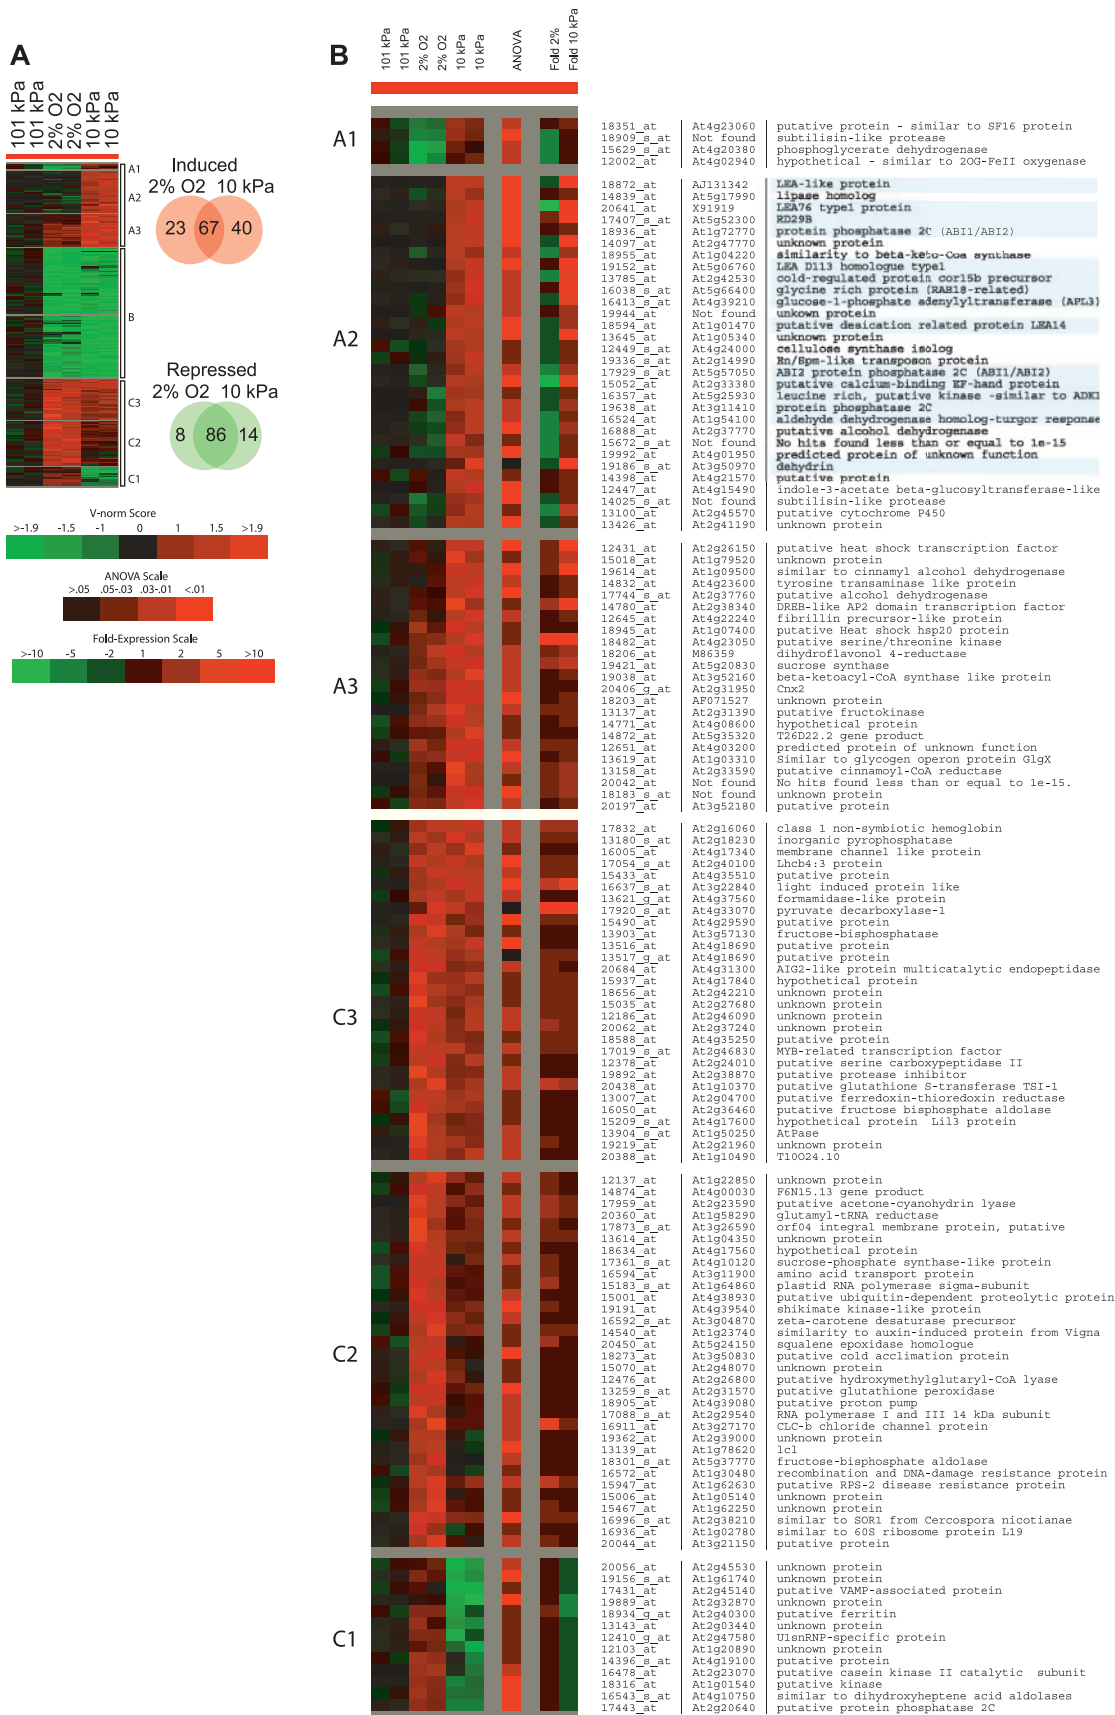 A
101 kPa
101 kPa
2% O2
2% O2
10 kPa
10 kPa
A1
A2
A3
B
C3
C2
C1
Induced
2% O2 10 kPa
23 67 40
Repressed
2% O2 10 kPa
8 86 14
V-norm Score
>-1.9 -1.5 -1 0 1 1.5 >1.9
ANOVA Scale
>.05 .05-.03 .03-.01 <.01
Fold-Expression Scale
>-10 -5 -2 1 2 5 >10
B
101 kPa
101 kPa
2% O2
2% O2
10 kPa
10 kPa
ANOVA
Fold 2%
Fold 10 kPa
A1
18351_at At4g23060 putative protein - similar to SF16 protein
18909_s_at Not found subtilisin-like protease
15629_s_at At4g20380 phosphoglycerate dehydrogenase
12002_at At4g02940 hypothetical - similar to 2OG-FeII oxygenase
A2
18872_at AJ131342 LEA-like protein
14839_at At5g17990 lipase homolog
20641_at X91919 LEA76 type1 protein
17407_s_at At5g52300 RD29B
18936_at At1g72770 protein phosphatase 2C (ABI1/ABI2)
14097_at At2g47770 unknown protein
18955_at At1g04220 similarity to beta-keto-Coa synthase
19152_at At5g06760 LEA D113 homologue type1
13785_at At2g42530 cold-regulated protein cor15b precursor
16038_s_at At5g66400 glycine rich protein (RAB18-related)
16413_s_at At4g39210 glucose-1-phosphate adenylyltransferase (APL3)
19944_at Not found unkown protein
18594_at At1g01470 putative desication related protein LEA14
13645_at At1g05340 unknown protein
12449_s_at At4g24000 cellulose synthase isolog
19336_s_at At2g14990 En/Spm-like transposon protein
17929_s_at At5g57050 ABI2 protein phosphatase 2C (ABI1/ABI2)
15052_at At2g33380 putative calcium-binding EF-hand protein
16357_at At5g25930 leucine rich, putative kinase -similar to ADK1
19638_at At3g11410 protein phosphatase 2C
16524_at At1g54100 aldehyde dehydrogenase homolog-turgor response
16888_at At2g37770 putative alcohol dehydrogenase
15672_s_at Not found No hits found less than or equal to 1e-15
19992_at At4g01950 predicted protein of unknown function
19186_s_at At3g50970 dehydrin
14398_at At4g21570 putative protein
12447_at At4g15490 indole-3-acetate beta-glucosyltransferase-like
14025_s_at Not found subtilisin-like protease
13100_at At2g45570 putative cytochrome P450
13426_at At2g41190 unknown protein
A3
12431_at At2g26150 putative heat shock transcription factor
15018_at At1g79520 unknown protein
19614_at At1g09500 similar to cinnamyl alcohol dehydrogenase
14832_at At4g23600 tyrosine transaminase like protein
17744_s_at At2g37760 putative alcohol dehydrogenase
14780_at At2g38340 DREB-like AP2 domain transcription factor
12645_at At4g22240 fibrillin precursor-like protein
18945_at At1g07400 putative Heat shock hsp20 protein
18482_at At4g23050 putative serine/threonine kinase
18206_at M86359 dihydroflavonol 4-reductase
19421_at At5g20830 sucrose synthase
19038_at At3g52160 beta-ketoacyl-CoA synthase like protein
20406_g_at At2g31950 Cnx2
18203_at AF071527 unknown protein
13137_at At2g31390 putative fructokinase
14771_at At4g08600 hypothetical protein
14872_at At5g35320 T26D22.2 gene product
12651_at At4g03200 predicted protein of unknown function
13619_at At1g03310 Similar to glycogen operon protein GlgX
13158_at At2g33590 putative cinnamoyl-CoA reductase
20042_at Not found No hits found less than or equal to 1e-15.
18183_s_at Not found unknown protein
20197_at At3g52180 putative protein
C3
17832_at At2g16060 class 1 non-symbiotic hemoglobin
13180_s_at At2g18230 inorganic pyrophosphatase
16005_at At4g17340 membrane channel like protein
17054_s_at At2g40100 Lhcb4:3 protein
15433_at At4g35510 putative protein
16637_s_at At3g22840 light induced protein like
13621_g_at At4g37560 formamidase-like protein
17920_s_at At4g33070 pyruvate decarboxylase-1
15490_at At4g29590 putative protein
13903_at At3g57130 fructose-bisphosphatase
13516_at At4g18690 putative protein
13517_g_at At4g18690 putative protein
20684_at At4g31300 AIG2-like protein multicatalytic endopeptidase
15937_at At4g17840 hypothetical protein
18656_at At2g42210 unknown protein
15035_at At2g27680 unknown protein
12186_at At2g46090 unknown protein
20062_at At2g37240 unknown protein
18588_at At4g35250 putative protein
17019_s_at At2g46830 MYB-related transcription factor
12378_at At2g24010 putative serine carboxypeptidase II
19892_at At2g38870 putative protease inhibitor
20438_at At1g10370 putative glutathione S-transferase TSI-1
13007_at At2g04700 putative ferredoxin-thioredoxin reductase
16050_at At2g36460 putative fructose bisphosphate aldolase
15209_s_at At4g17600 hypothetical protein Lil3 protein
13904_s_at At1g50250 AtPase
19219_at At2g21960 unknown protein
20388_at At1g10490 T10O24.10
C2
12137_at At1g22850 unknown protein
14874_at At4g00030 F6N15.13 gene product
17959_at At2g23590 putative acetone-cyanohydrin lyase
20360_at At1g58290 glutamyl-tRNA reductase
17873_s_at At3g26590 orf04 integral membrane protein, putative
13614_at At1g04350 unknown protein
18634_at At4g17560 hypothetical protein
17361_s_at At4g10120 sucrose-phosphate synthase-like protein
16594_at At3g11900 amino acid transport protein
15183_s_at At1g64860 plastid RNA polymerase sigma-subunit
15001_at At4g38930 putative ubiquitin-dependent proteolytic protein
19191_at At4g39540 shikimate kinase-like protein
16592_s_at At3g04870 zeta-carotene desaturase precursor
14540_at At1g23740 similarity to auxin-induced protein from Vigna
20450_at At5g24150 squalene epoxidase homologue
18273_at At3g50830 putative cold acclimation protein
15070_at At2g48070 unknown protein
12476_at At2g26800 putative hydroxymethylglutaryl-CoA lyase
13259_s_at At2g31570 putative glutathione peroxidase
18905_at At4g39080 putative proton pump
17088_s_at At2g29540 RNA polymerase I and III 14 kDa subunit
16911_at At3g27170 CLC-b chloride channel protein
19362_at At2g39000 unknown protein
13139_at At1g78620 lcl
18301_s_at At5g37770 fructose-bisphosphate aldolase
16572_at At1g30480 recombination and DNA-damage resistance protein
15947_at At1g62630 putative RPS-2 disease resistance protein
15006_at At1g05140 unknown protein
15467_at At1g62250 unknown protein
16996_s_at At2g38210 similar to SOR1 from Cercospora nicotianae
16936_at At1g02780 similar to 60S ribosome protein L19
20044_at At3g21150 putative protein
C1
20056_at At2g45530 unknown protein
19156_s_at At1g61740 unknown protein
17431_at At2g45140 putative VAMP-associated protein
19889_at At2g32870 unknown protein
18934_g_at At2g40300 putative ferritin
13143_at At2g03440 unknown protein
12410_g_at At2g47580 U1snRNP-specific protein
12103_at At1g20890 unknown protein
14396_s_at At4g19100 putative protein
16478_at At2g23070 putative casein kinase II catalytic subunit
18316_at At1g01540 putative kinase
16543_s_at At4g10750 similar to dihydroxyheptene acid aldolases
17443_at At2g20640 putative protein phosphatase 2C